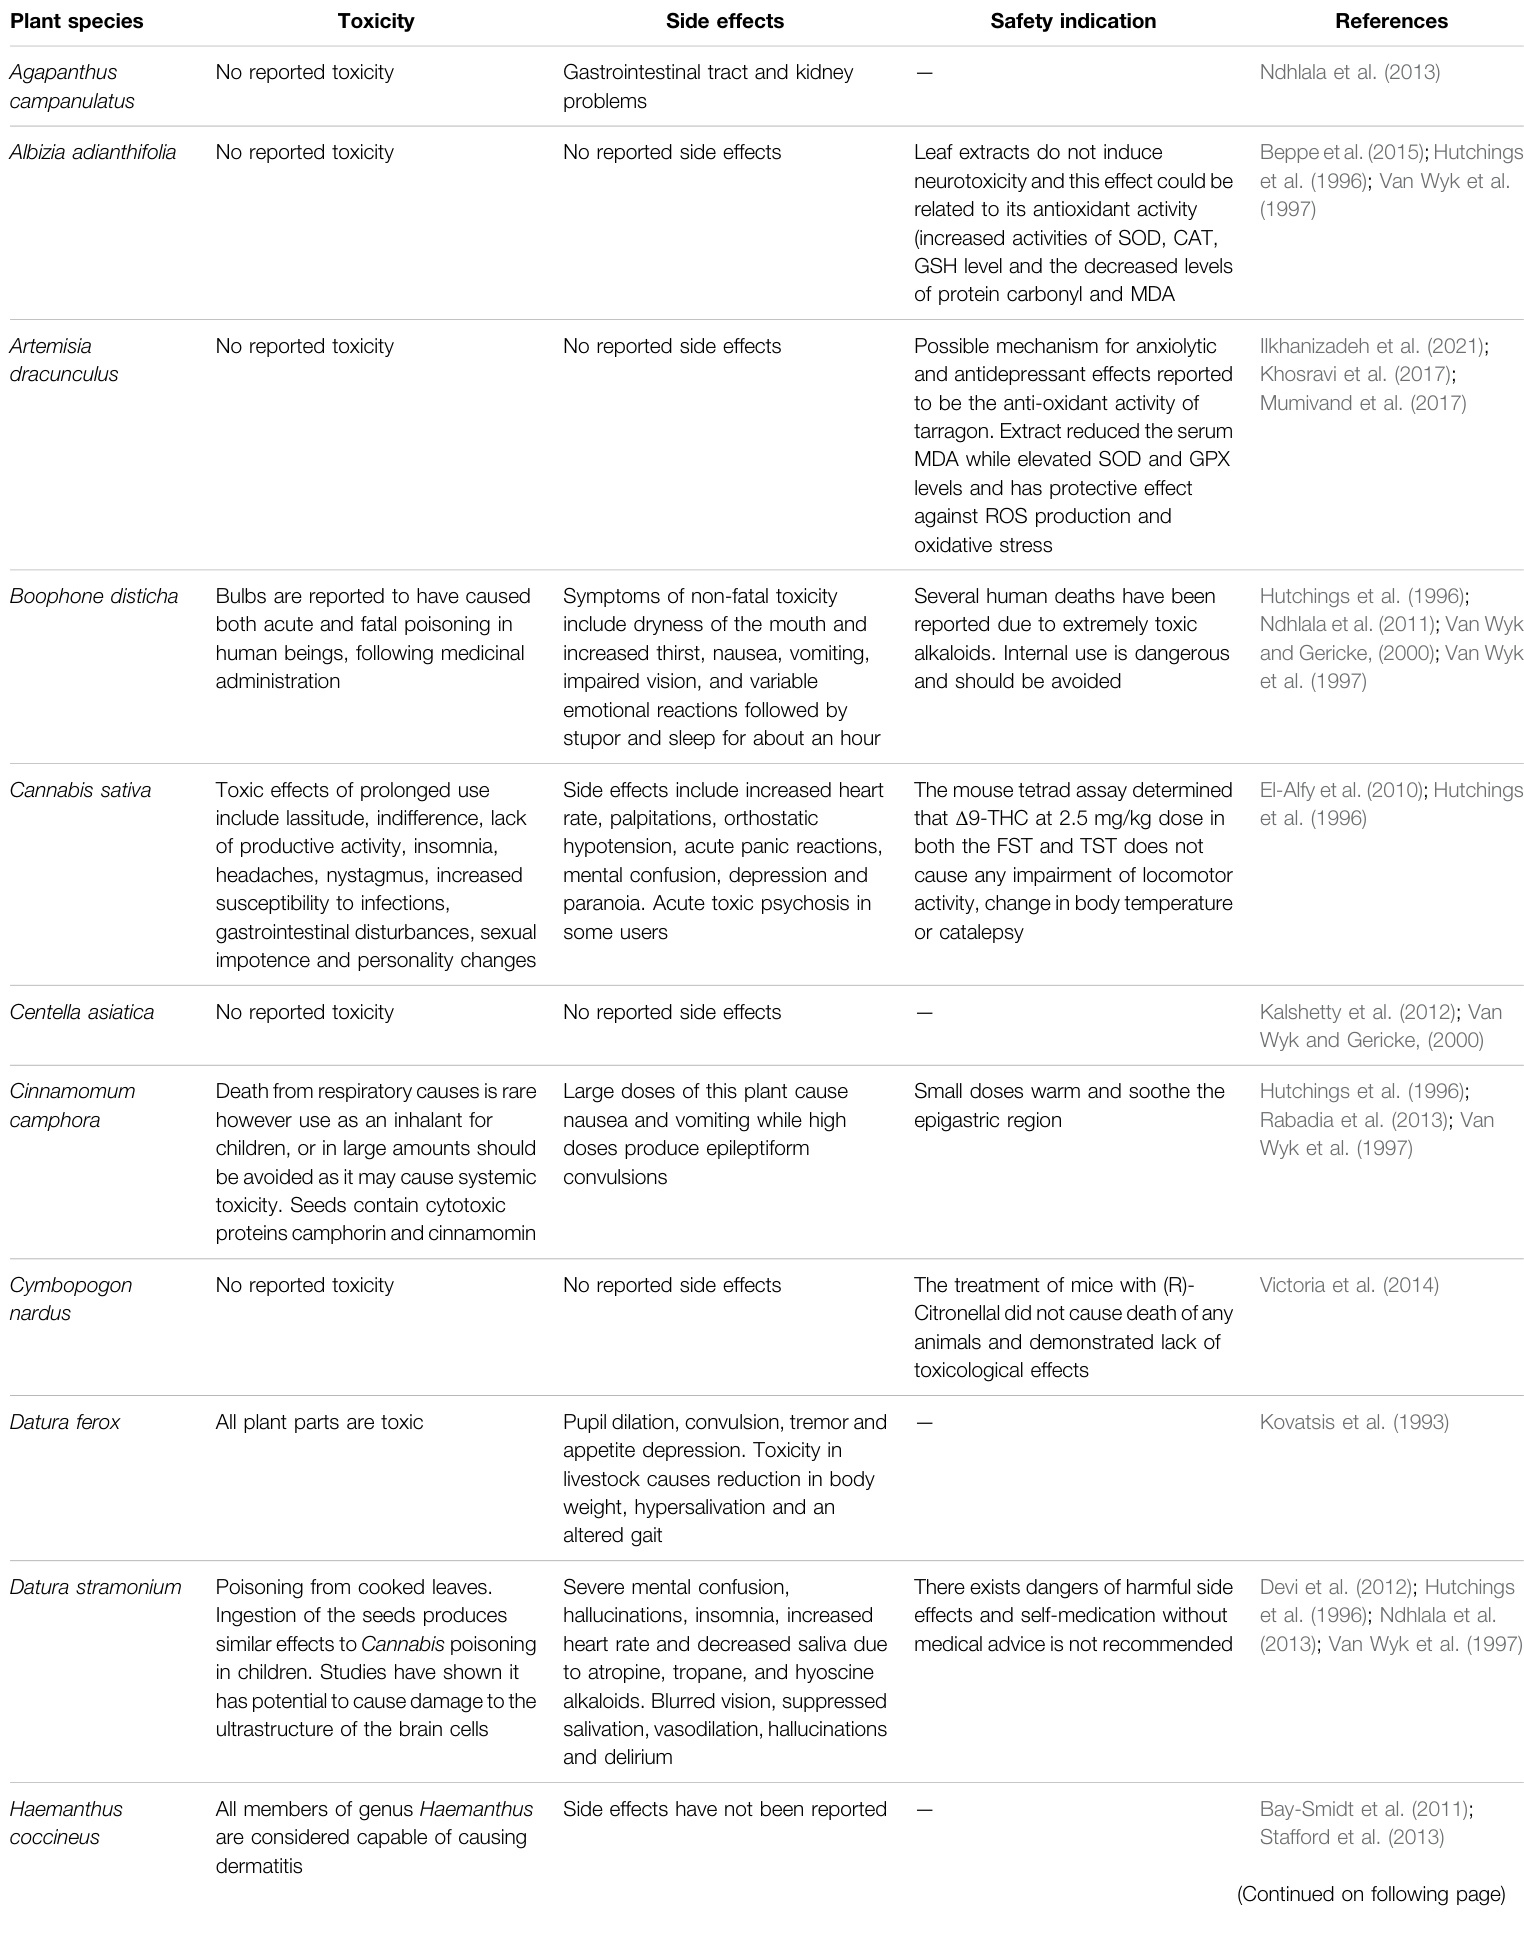 Plant species Toxicity Side effects Safety indication References
Agapanthus No reported toxicity Gastrointestinal tract and kidney — Ndhlala et al. (2013)
campanulatus problems
Albizia adianthifolia No reported toxicity No reported side effects Leaf extracts do not induce Beppe et al. (2015); Hutchings
neurotoxicity and this effect could be et al. (1996); Van Wyk et al.
related to its antioxidant activity (1997)
(increased activities of SOD, CAT,
GSH level and the decreased levels
of protein carbonyl and MDA
Artemisia No reported toxicity No reported side effects Possible mechanism for anxiolytic Ilkhanizadeh et al. (2021);
dracunculus and antidepressant effects reported Khosravi et al. (2017);
to be the anti-oxidant activity of Mumivand et al. (2017)
tarragon. Extract reduced the serum
MDA while elevated SOD and GPX
levels and has protective effect
against ROS production and
oxidative stress
Boophone disticha Bulbs are reported to have caused Symptoms of non-fatal toxicity Several human deaths have been Hutchings et al. (1996);
both acute and fatal poisoning in include dryness of the mouth and reported due to extremely toxic Ndhlala et al. (2011); Van Wyk
human beings, following medicinal increased thirst, nausea, vomiting, alkaloids. Internal use is dangerous and Gericke, (2000); Van Wyk
administration impaired vision, and variable and should be avoided et al. (1997)
emotional reactions followed by
stupor and sleep for about an hour
Cannabis sativa Toxic effects of prolonged use Side effects include increased heart The mouse tetrad assay determined El-Alfy et al. (2010); Hutchings
include lassitude, indifference, lack rate, palpitations, orthostatic that Δ9-THC at 2.5 mg/kg dose in et al. (1996)
of productive activity, insomnia, hypotension, acute panic reactions, both the FST and TST does not
headaches, nystagmus, increased mental confusion, depression and cause any impairment of locomotor
susceptibility to infections, paranoia. Acute toxic psychosis in activity, change in body temperature
gastrointestinal disturbances, sexual some users or catalepsy
impotence and personality changes
Centella asiatica No reported toxicity No reported side effects — Kalshetty et al. (2012); Van
Wyk and Gericke, (2000)
Cinnamomum Death from respiratory causes is rare Large doses of this plant cause Small doses warm and soothe the Hutchings et al. (1996);
camphora however use as an inhalant for nausea and vomiting while high epigastric region Rabadia et al. (2013); Van
children, or in large amounts should doses produce epileptiform Wyk et al. (1997)
be avoided as it may cause systemic convulsions
toxicity. Seeds contain cytotoxic
proteins camphorin and cinnamomin
Cymbopogon No reported toxicity No reported side effects The treatment of mice with (R)- Victoria et al. (2014)
nardus Citronellal did not cause death of any
animals and demonstrated lack of
toxicological effects
Datura ferox All plant parts are toxic Pupil dilation, convulsion, tremor and — Kovatsis et al. (1993)
appetite depression. Toxicity in
livestock causes reduction in body
weight, hypersalivation and an
altered gait
Datura stramonium Poisoning from cooked leaves. Severe mental confusion, There exists dangers of harmful side Devi et al. (2012); Hutchings
Ingestion of the seeds produces hallucinations, insomnia, increased effects and self-medication without et al. (1996); Ndhlala et al.
similar effects to Cannabis poisoning heart rate and decreased saliva due medical advice is not recommended (2013); Van Wyk et al. (1997)
in children. Studies have shown it to atropine, tropane, and hyoscine
has potential to cause damage to the alkaloids. Blurred vision, suppressed
ultrastructure of the brain cells salivation, vasodilation, hallucinations
and delirium
Haemanthus All members of genus Haemanthus Side effects have not been reported — Bay-Smidt et al. (2011);
coccineus are considered capable of causing Stafford et al. (2013)
dermatitis
(Continued on following page)